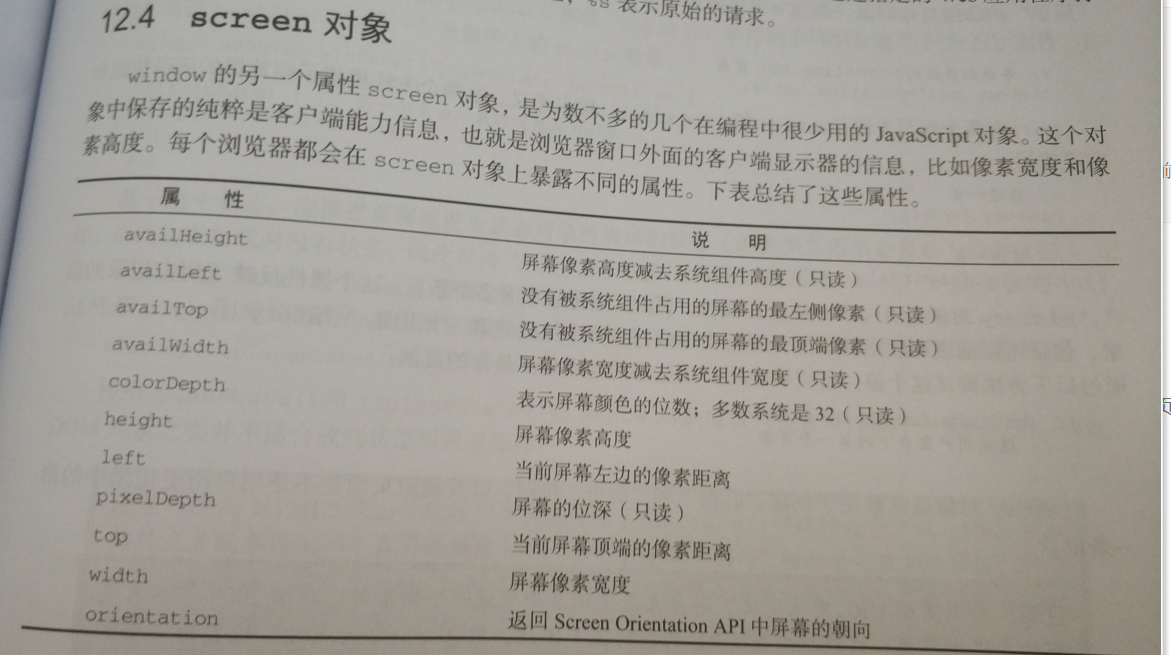 %s 表示原始的请求。
12.4 screen 对象
window 的另一个属性 screen 对象，是为数不多的几个在编程中很少用的 JavaScript 对象。这个对
象中保存的纯粹是客户端能力信息，也就是浏览器窗口外面的客户端显示器的信息，比如像素宽度和像
素高度。每个浏览器都会在 screen 对象上暴露不同的属性。下表总结了这些属性。
属 性 说 明
availHeight 屏幕像素高度减去系统组件高度（只读）
availLeft 没有被系统组件占用的屏幕的最左侧像素（只读）
availTop 没有被系统组件占用的屏幕的最顶端像素（只读）
availWidth 屏幕像素宽度减去系统组件宽度（只读）
colorDepth 表示屏幕颜色的位数；多数系统是 32（只读）
height 屏幕像素高度
left 当前屏幕左边的像素距离
pixelDepth 屏幕的位深（只读）
top 当前屏幕顶端的像素距离
width 屏幕像素宽度
orientation 返回 Screen Orientation API 中屏幕的朝向